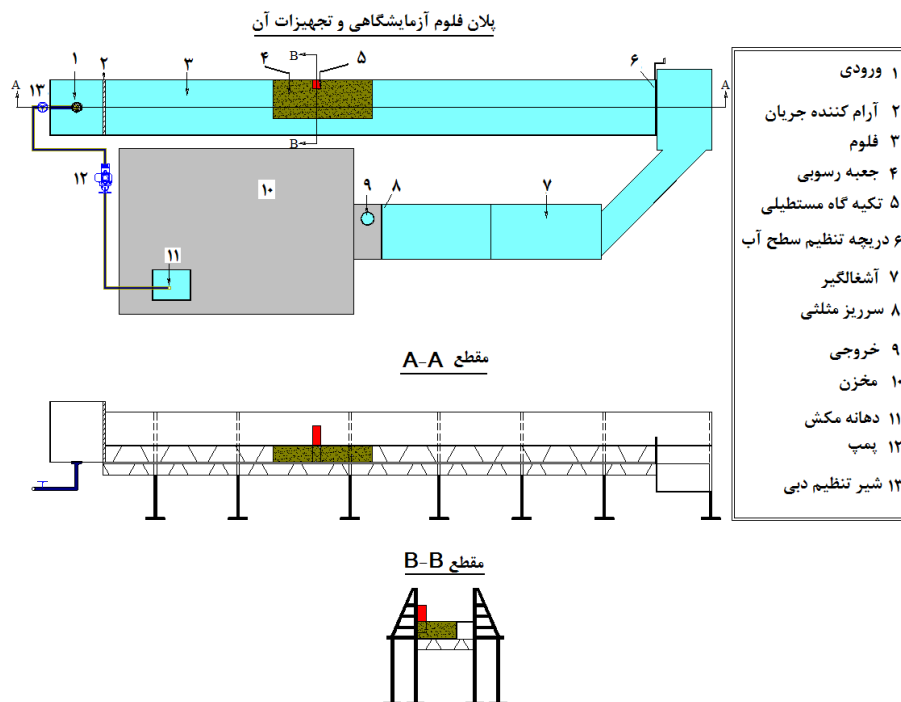 پلان فلوم آزمایشگاهی و تجهیزات آن
B
۱
۲
۳
۴
۵
۶
B
A
A
۱۳
۱۲
۱۰
۹
۸
۷
۱۱
۱ ورودی
۲ آرام کننده جریان
۳ فلوم
۴ جعبه رسوبی
۵ تکیه گاه مستطیلی
۶ دریچه تنظیم سطح آب
۷ آشغالگیر
۸ سرریز مثلثی
۹ خروجی
۱۰ مخزن
۱۱ دهانه مکش
۱۲ پمپ
۱۳ شیر تنظیم دبی
مقطع A-A
مقطع B-B